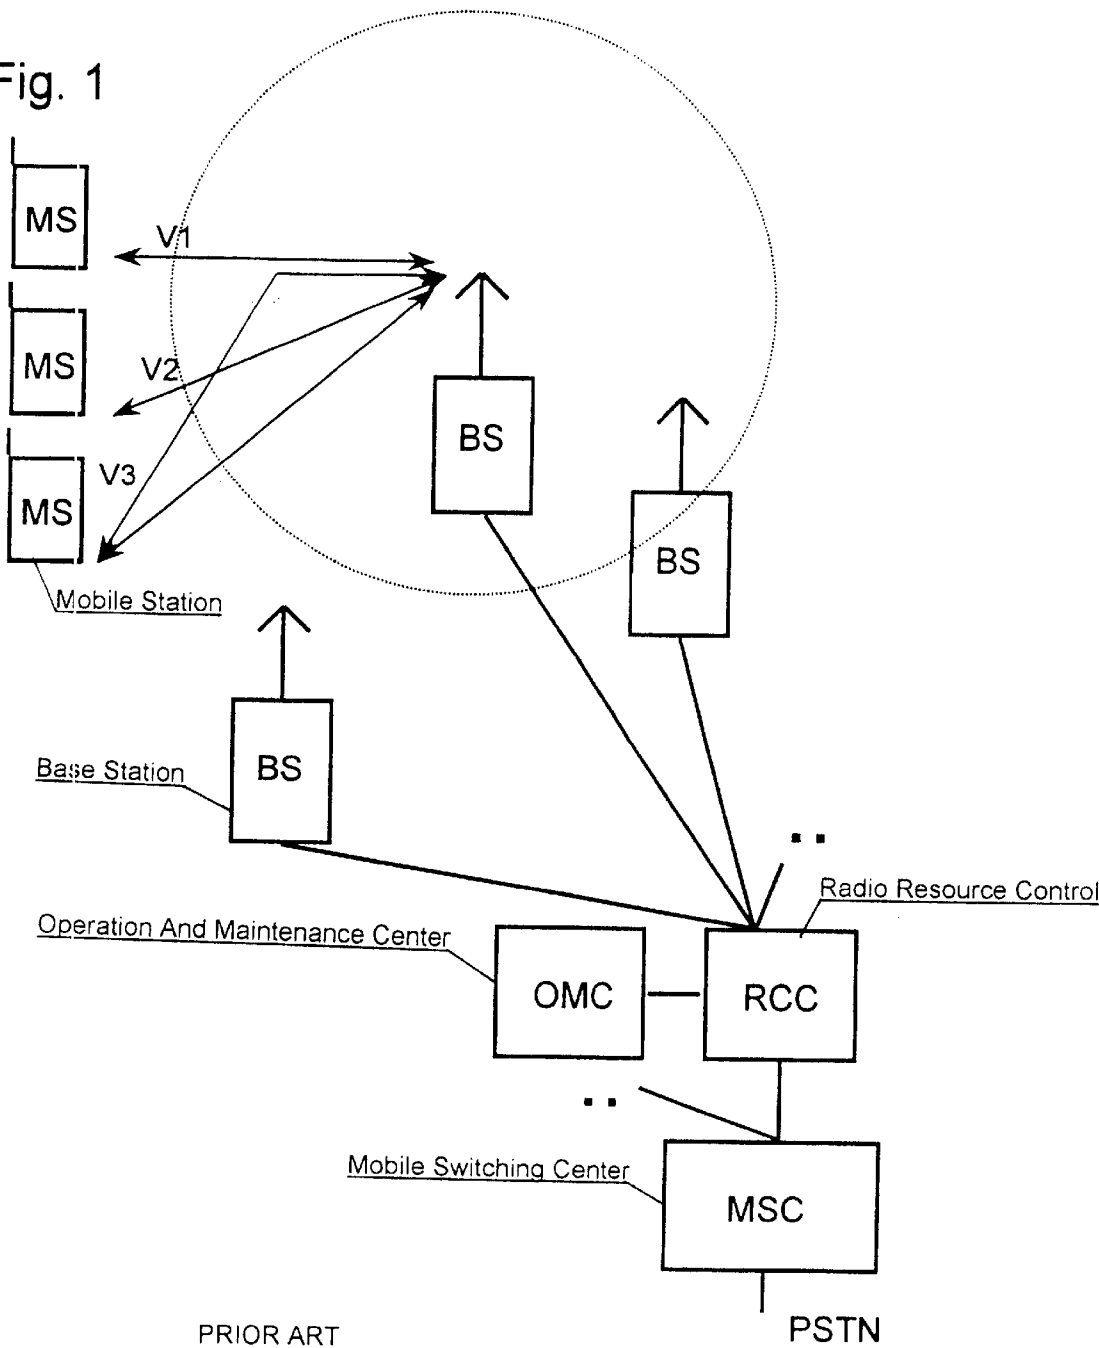 Fig. 1
MS
V1
MS
V2
BS
V3
MS
BS
Mobile Station
BS
Base Station
Radio Resource Control
Operation And Maintenance Center
OMC
RCC
Mobile Switching Center
MSC
PSTN
PRIOR ART